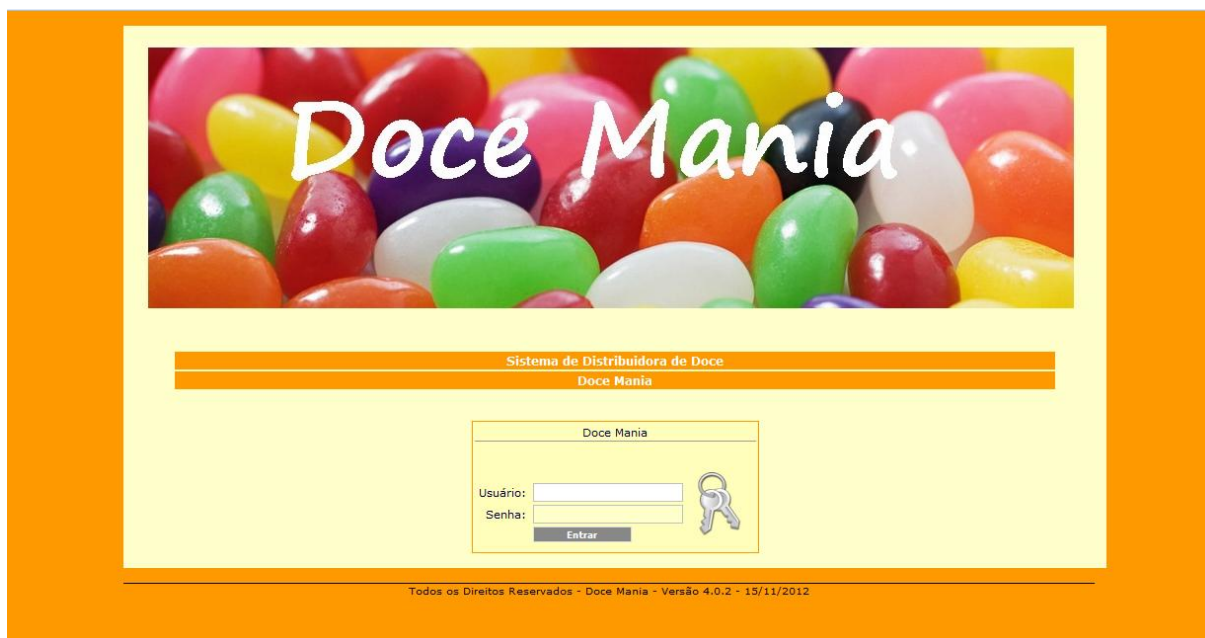 Doce Mania
Sistema de Distribuidora de Doce
Doce Mania
Doce Mania
Usuário:
Senha:
Entrar
Todos os Direitos Reservados - Doce Mania - Versão 4.0.2 - 15/11/2012